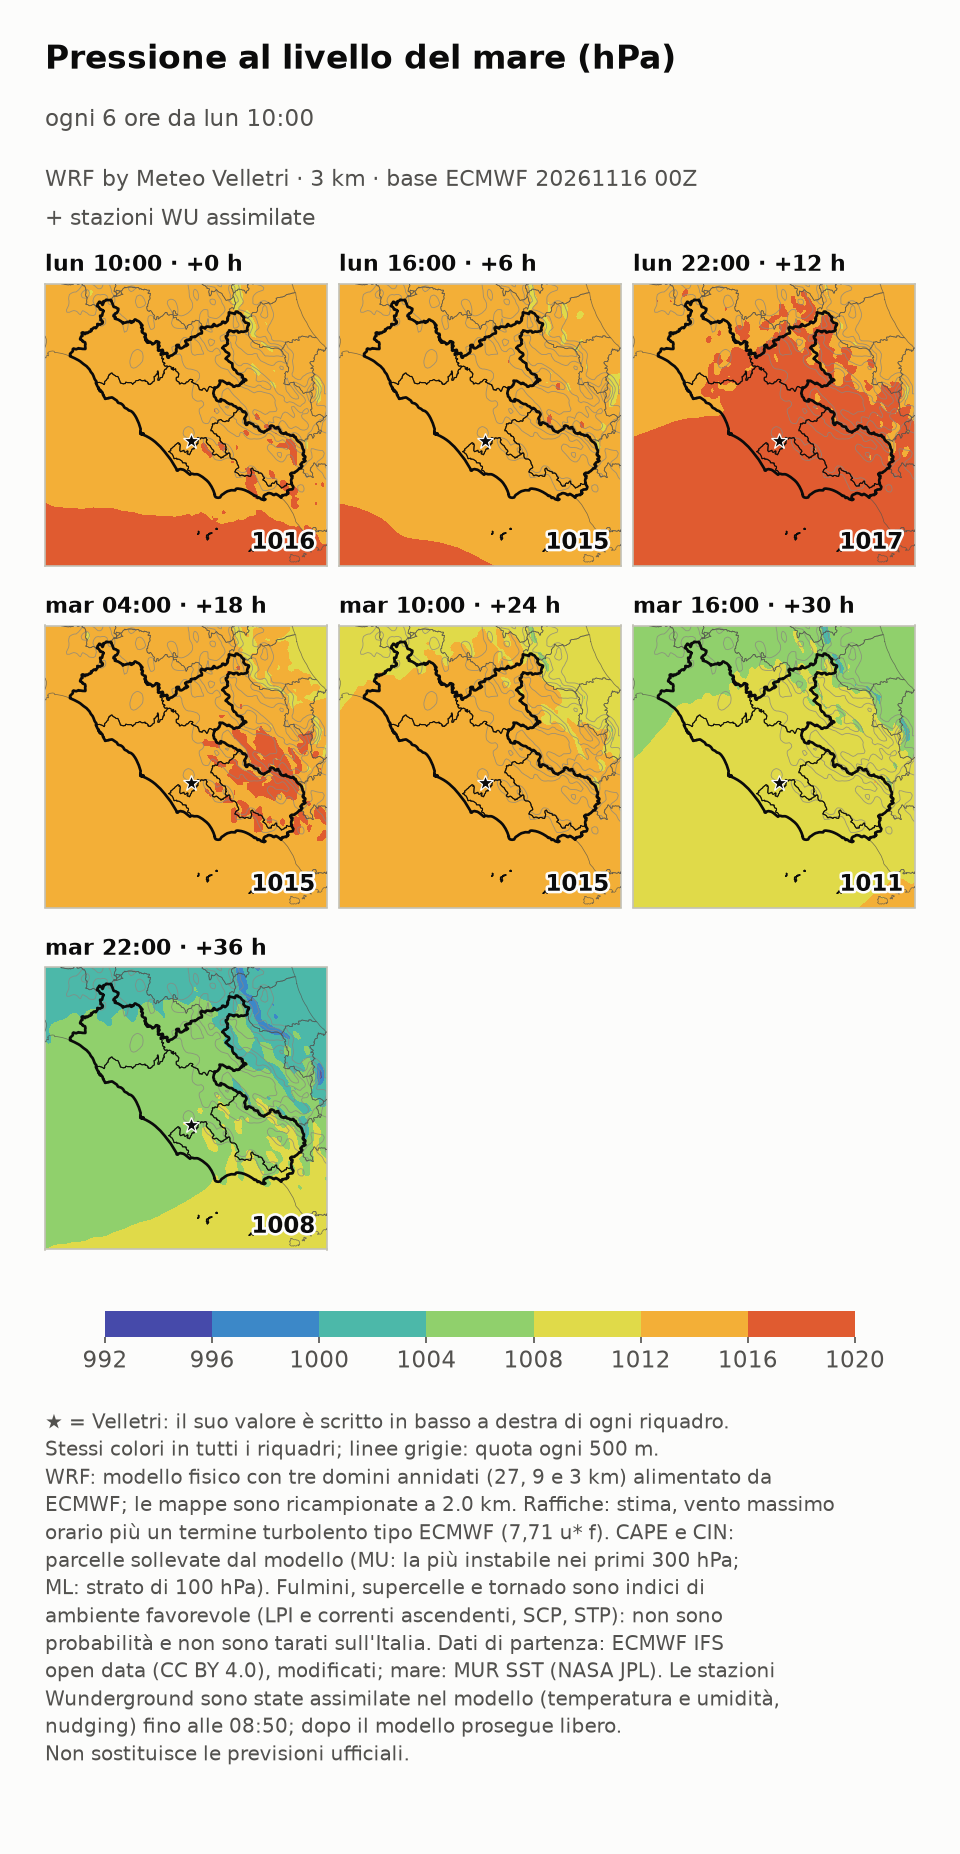 Pressione al livello del mare (hPa)
ogni 6 ore da lun 10:00
WRF by Meteo Velletri · 3 km · base ECMWF 20261116 00Z
+ stazioni WU assimilate
lun 10:00 · +0 h
lun 16:00 · +6 h
lun 22:00 · +12 h
1016
1015
1017
mar 04:00 · +18 h
mar 10:00 · +24 h
mar 16:00 · +30 h
1015
1015
1011
mar 22:00 · +36 h
1008
992 996 1000 1004 1008 1012 1016 1020
★ = Velletri: il suo valore è scritto in basso a destra di ogni riquadro.
Stessi colori in tutti i riquadri; linee grigie: quota ogni 500 m.
WRF: modello fisico con tre domini annidati (27, 9 e 3 km) alimentato da
ECMWF; le mappe sono ricampionate a 2.0 km. Raffiche: stima, vento massimo
orario più un termine turbolento tipo ECMWF (7,71 u* f). CAPE e CIN:
parcelle sollevate dal modello (MU: la più instabile nei primi 300 hPa;
ML: strato di 100 hPa). Fulmini, supercelle e tornado sono indici di
ambiente favorevole (LPI e correnti ascendenti, SCP, STP): non sono
probabilità e non sono tarati sull'Italia. Dati di partenza: ECMWF IFS
open data (CC BY 4.0), modificati; mare: MUR SST (NASA JPL). Le stazioni
Wunderground sono state assimilate nel modello (temperatura e umidità,
nudging) fino alle 08:50; dopo il modello prosegue libero.
Non sostituisce le previsioni ufficiali.